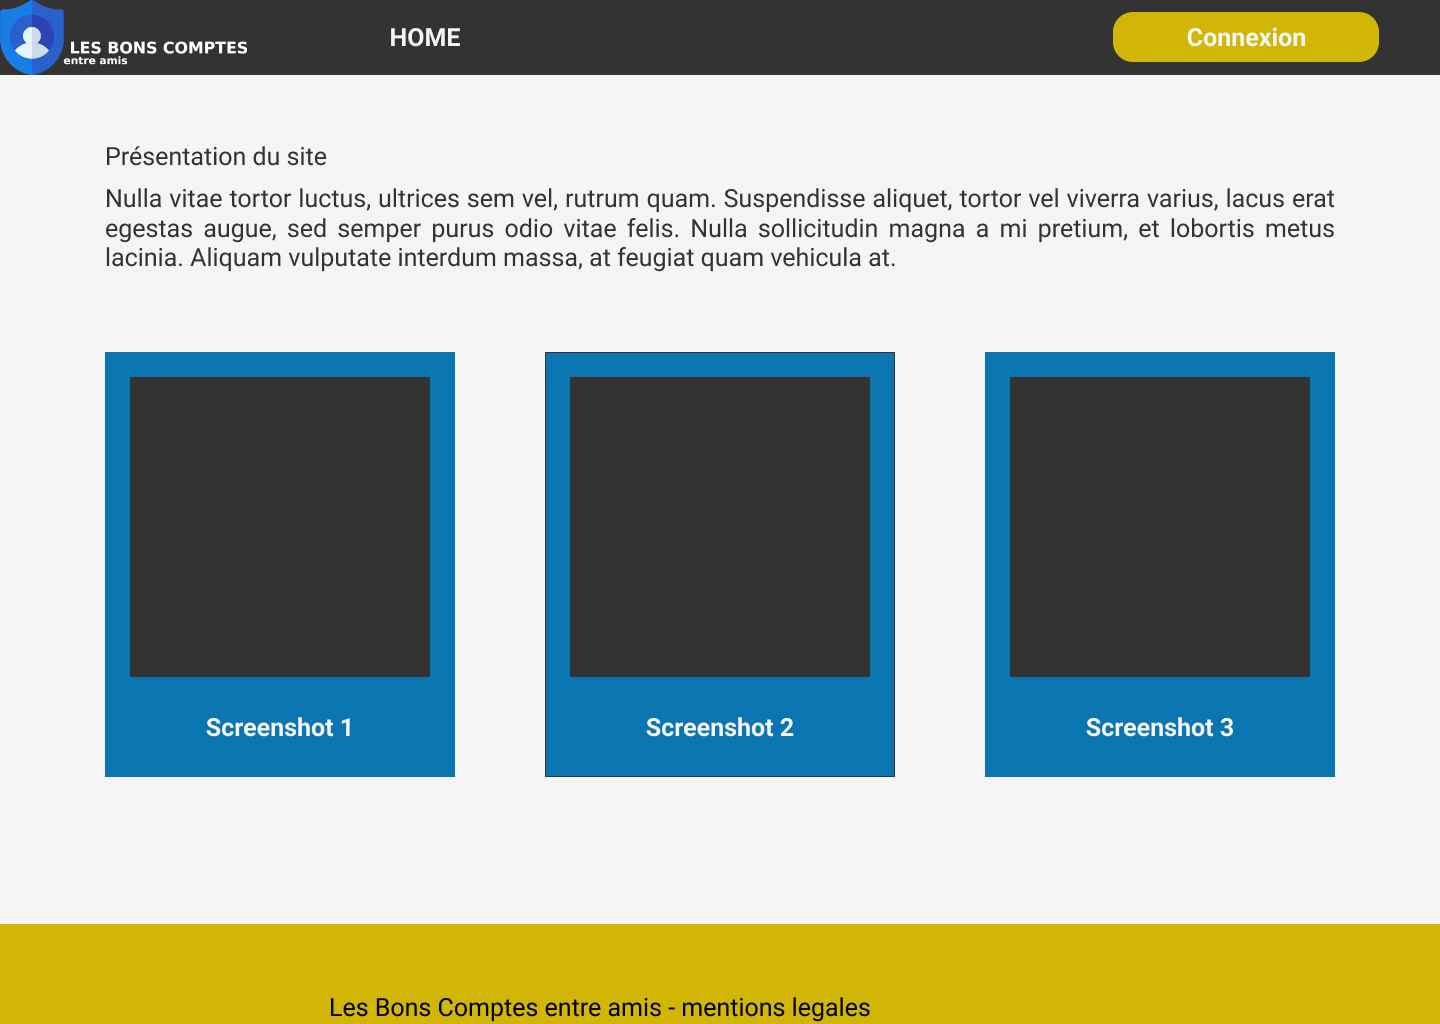 LES BONS COMPTES
entre amis
HOME
Connexion
Présentation du site
Nulla vitae tortor luctus, ultrices sem vel, rutrum quam. Suspendisse aliquet, tortor vel viverra varius, lacus erat
egestas augue, sed semper purus odio vitae felis. Nulla sollicitudin magna a mi pretium, et lobortis metus
lacinia. Aliquam vulputate interdum massa, at feugiat quam vehicula at.
Screenshot 1
Screenshot 2
Screenshot 3
Les Bons Comptes entre amis - mentions legales